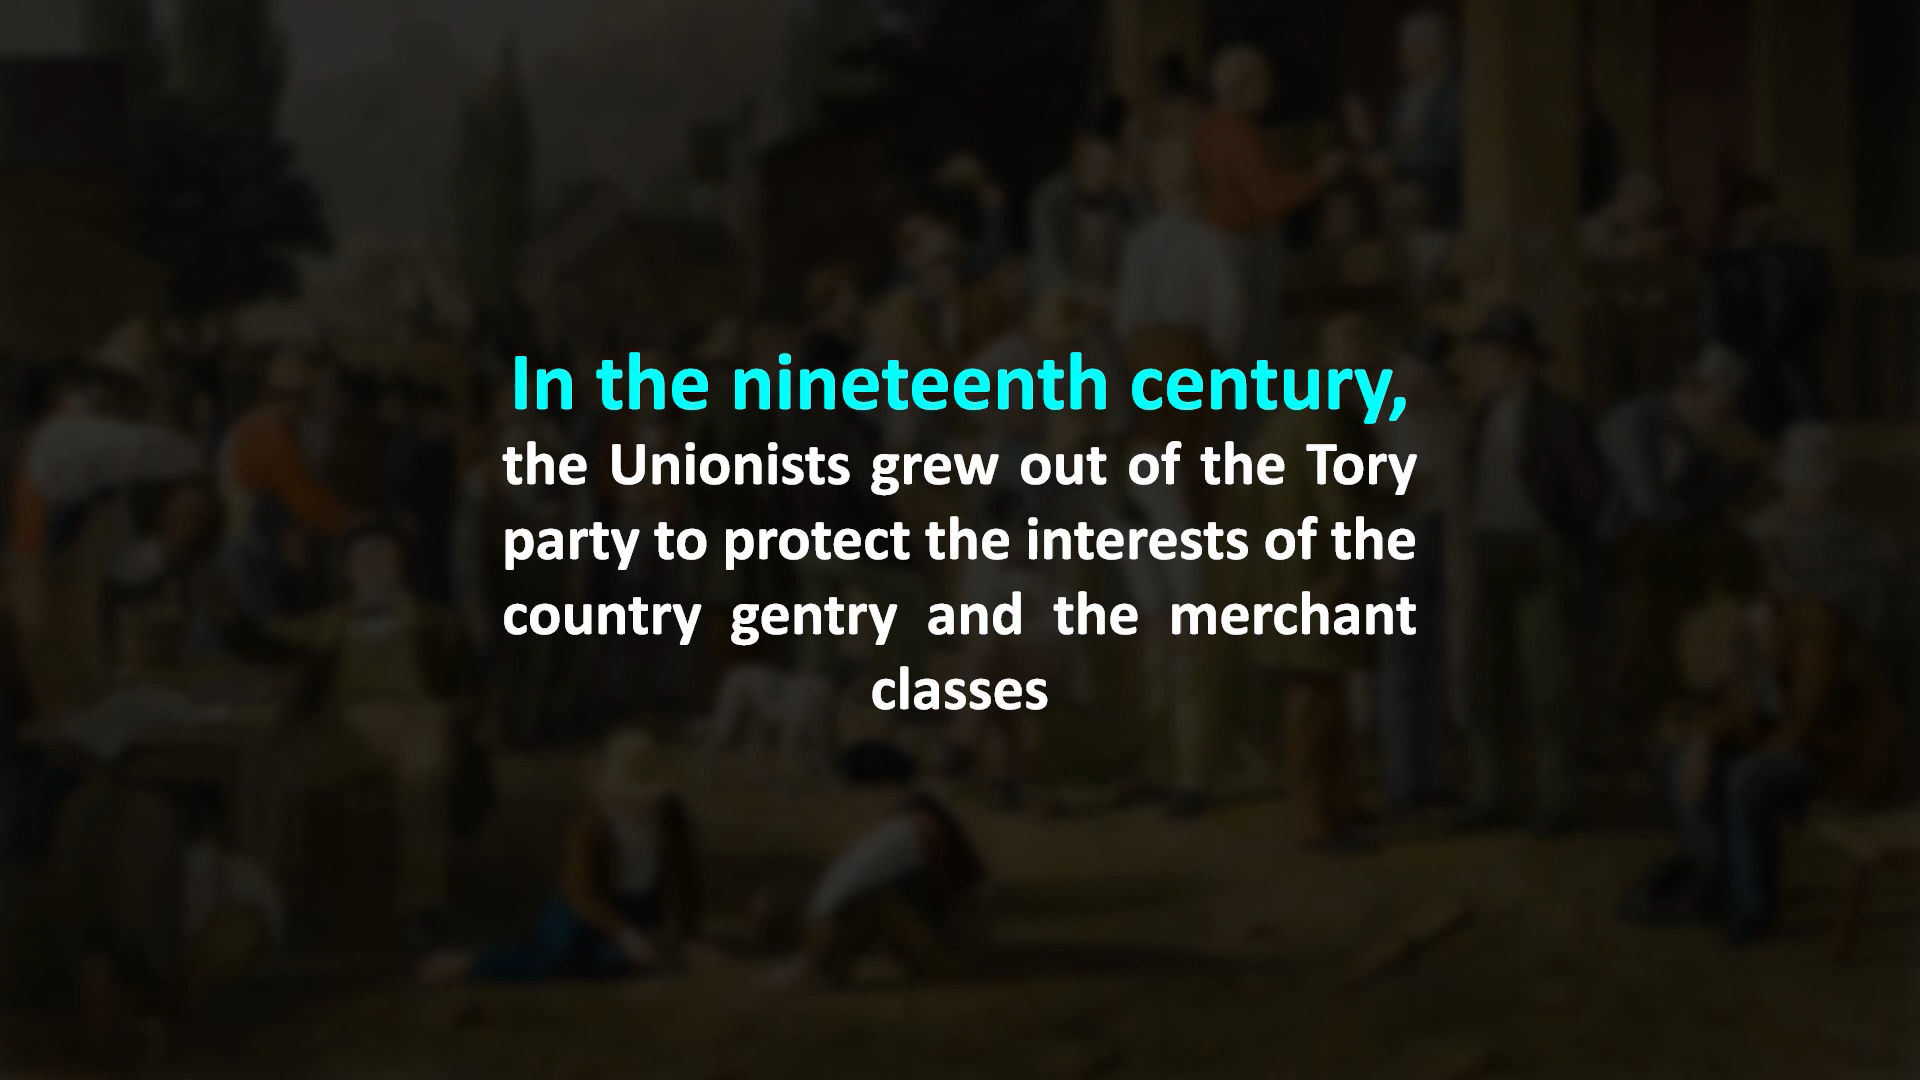 In the nineteenth century,
the Unionists grew out of the Tory
party to protect the interests of the
country gentry and the merchant
classes